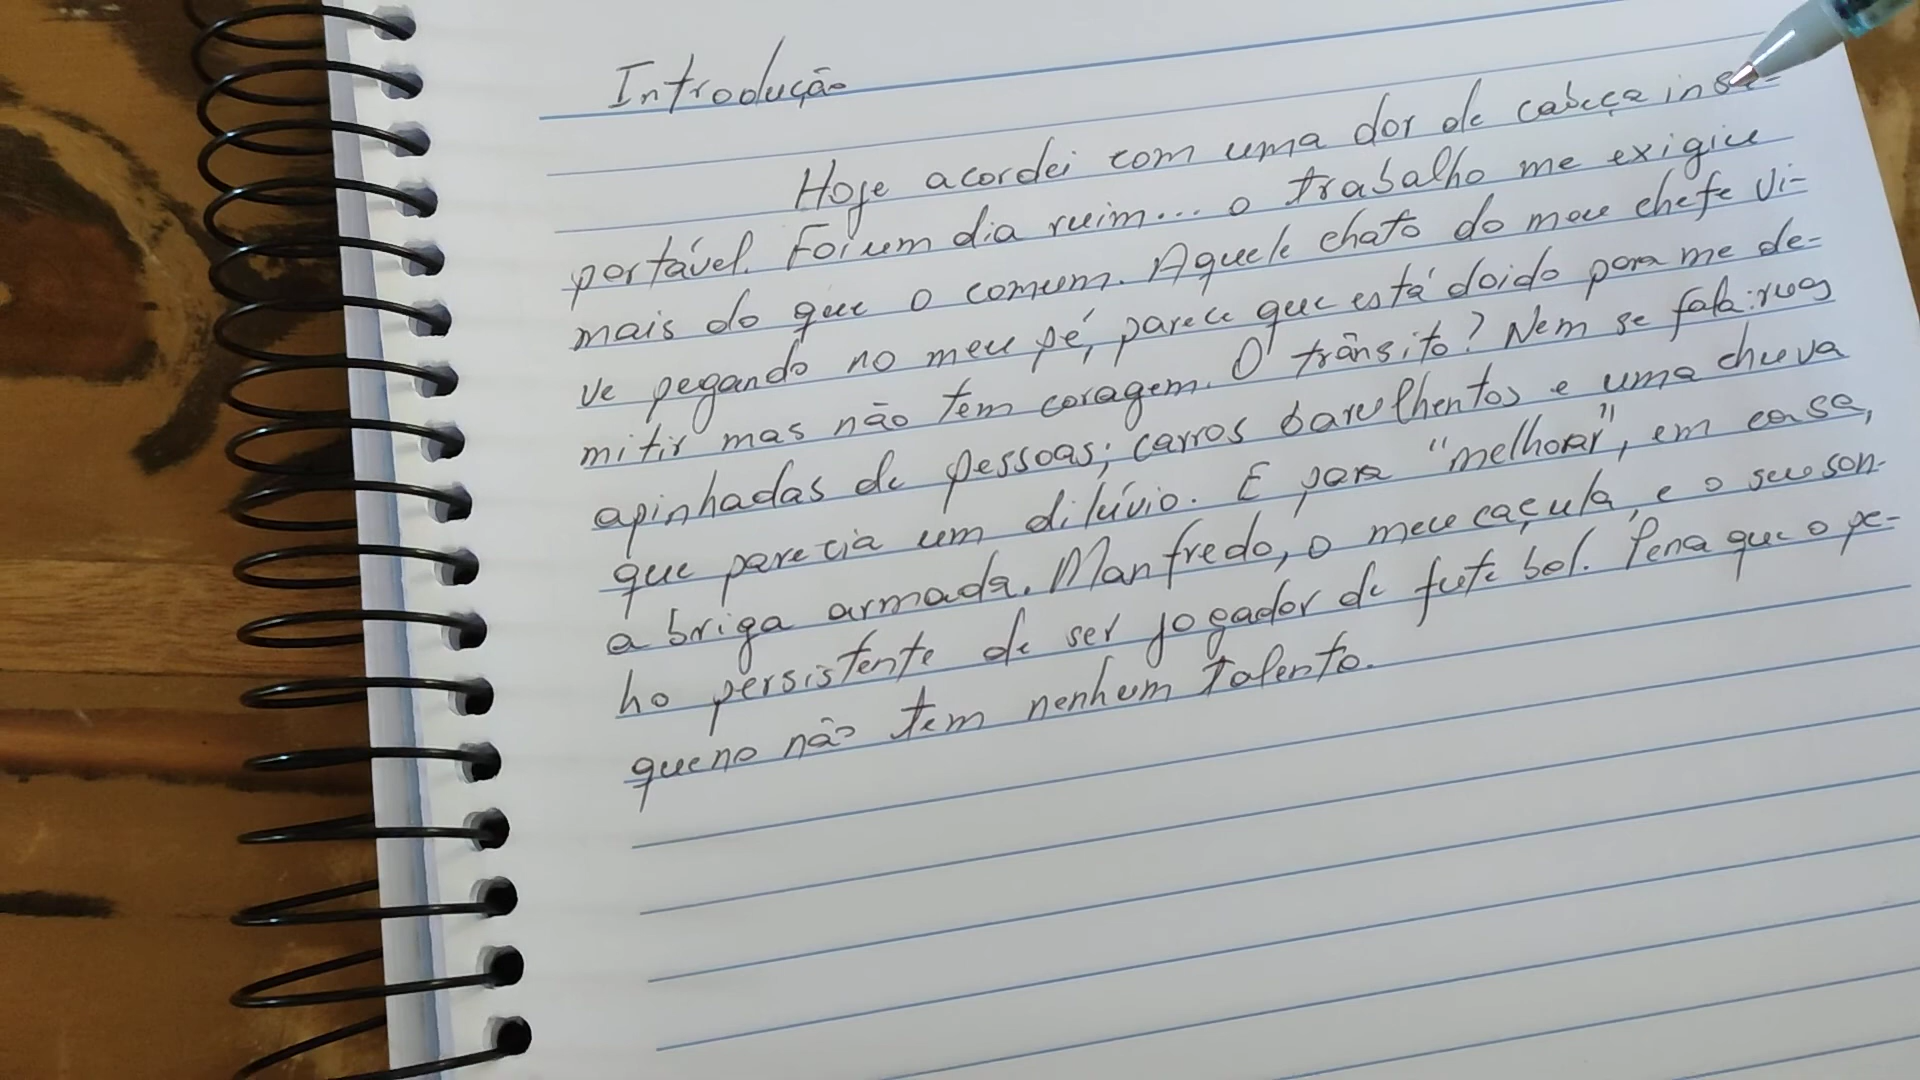 Introdução
Hoje acordei com uma dor de cabeça insu-
portável. Foi um dia ruim... o trabalho me exigiu
mais do que o comum. Aquele chato do meu chefe vi-
ve pegando no meu pé, parece que está doido para me de-
mitir mas não tem coragem. O trânsito? Nem se fala: ruas
apinhadas de pessoas; carros barulhentos e uma chuva
que parecia um dilúvio. E para "melhorar", em casa,
a briga armada. Manfredo, o meu caçula, e o seu son-
ho persistente de ser jogador de futebol. Pena que o pe-
queno não tem nenhum talento.